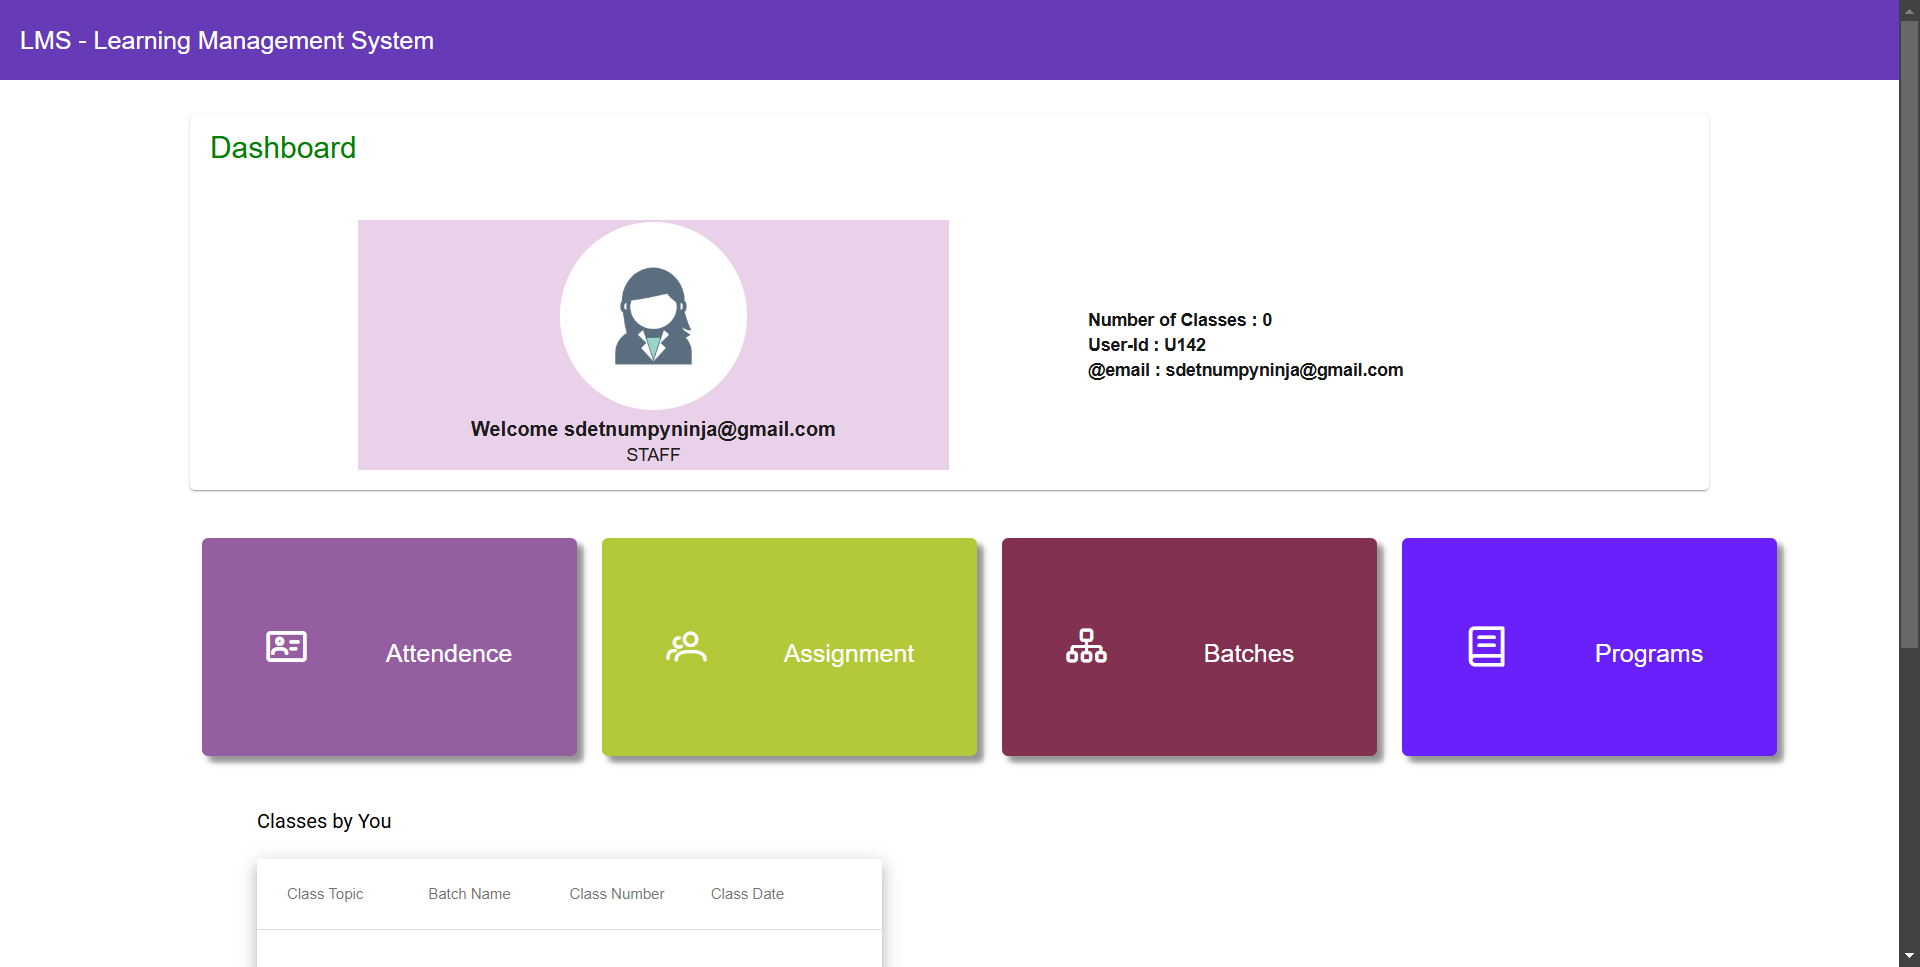 LMS - Learning Management System
Dashboard
Welcome sdetnumpyninja@gmail.com
STAFF
Number of Classes : 0
User-Id : U142
@email : sdetnumpyninja@gmail.com
Attendence
Assignment
Batches
Programs
Classes by You
Class Topic Batch Name Class Number Class Date